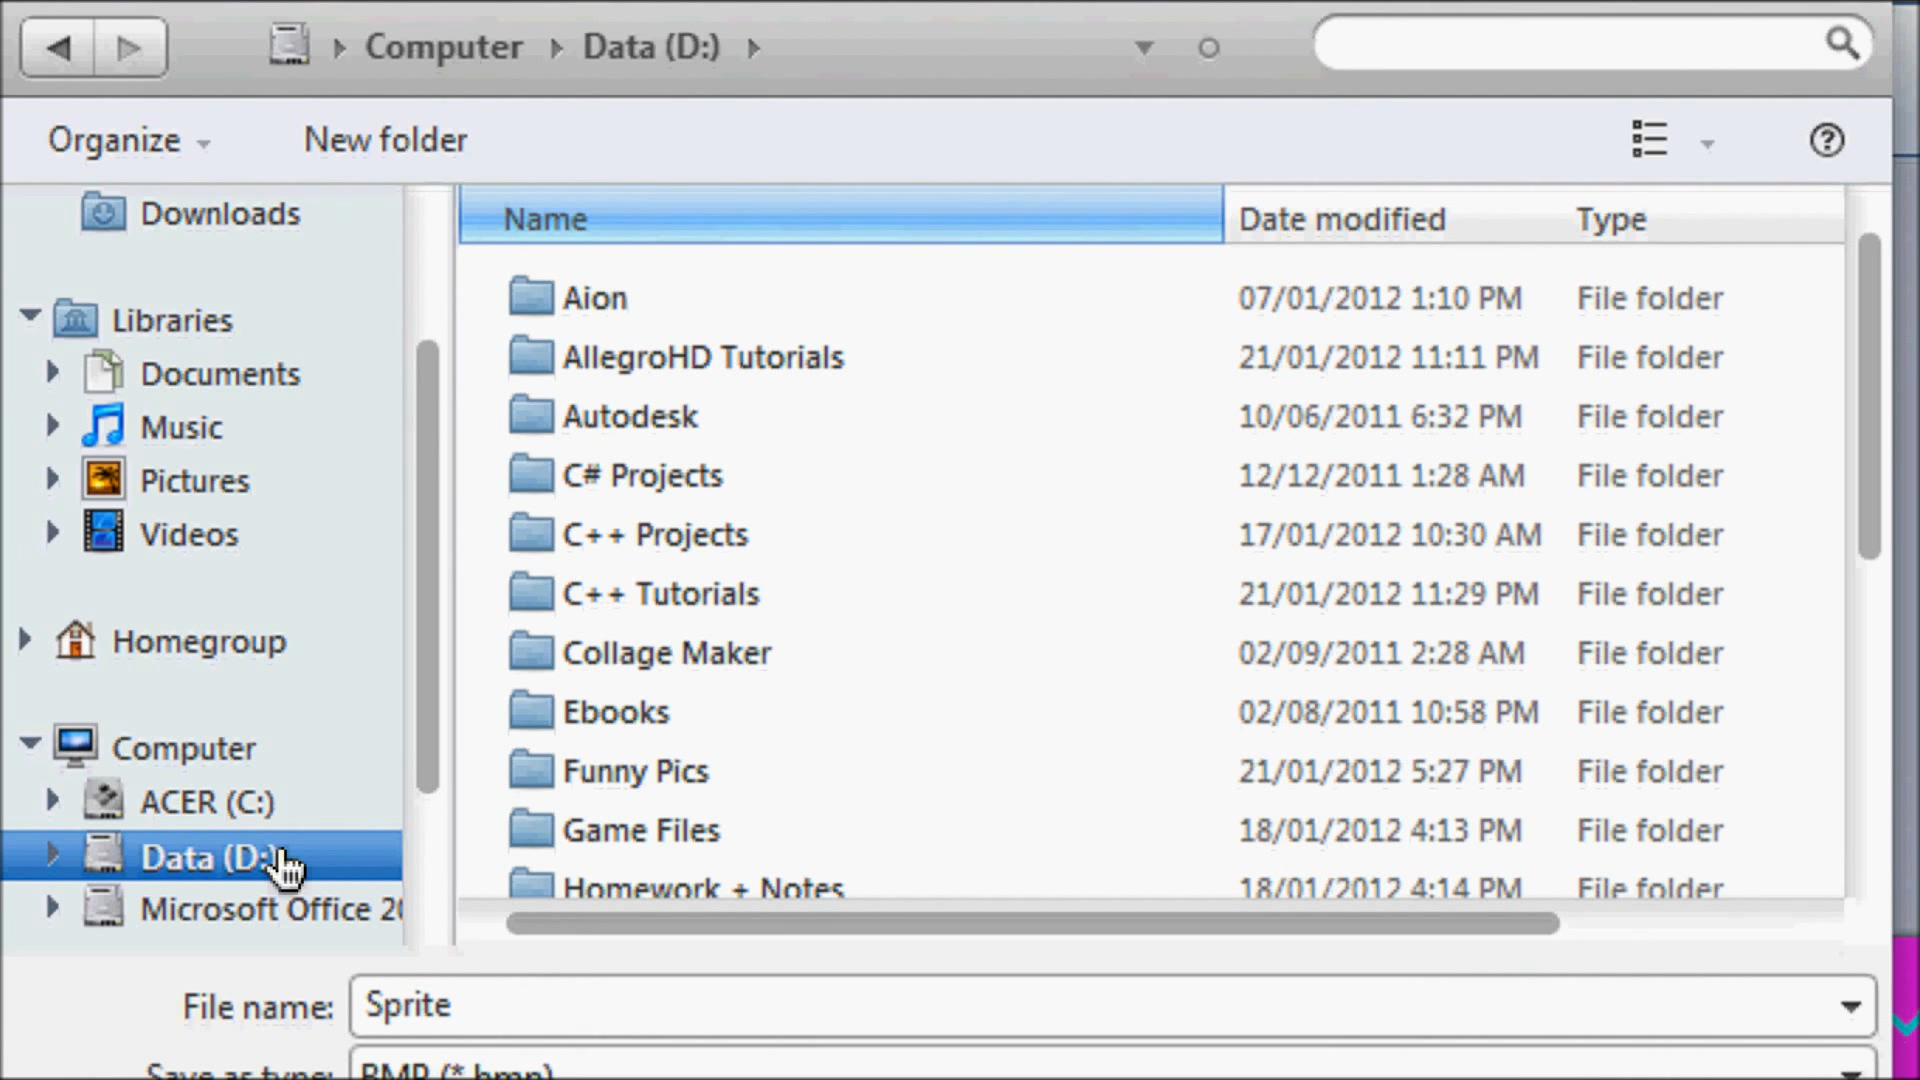 Computer Data (D:)
Organize New folder
Downloads
Libraries
Documents
Music
Pictures
Videos
Homegroup
Computer
ACER (C:)
Data (D:)
Microsoft Office
Name Date modified Type
Aion 07/01/2012 1:10 PM File folder
AllegroHD Tutorials 21/01/2012 11:11 PM File folder
Autodesk 10/06/2011 6:32 PM File folder
C# Projects 12/12/2011 1:28 AM File folder
C++ Projects 17/01/2012 10:30 AM File folder
C++ Tutorials 21/01/2012 11:29 PM File folder
Collage Maker 02/09/2011 2:28 AM File folder
Ebooks 02/08/2011 10:58 PM File folder
Funny Pics 21/01/2012 5:27 PM File folder
Game Files 18/01/2012 4:13 PM File folder
Homework + Notes 18/01/2012 4:14 PM File folder
File name: Sprite
Save as type: BMP (*.bmp)